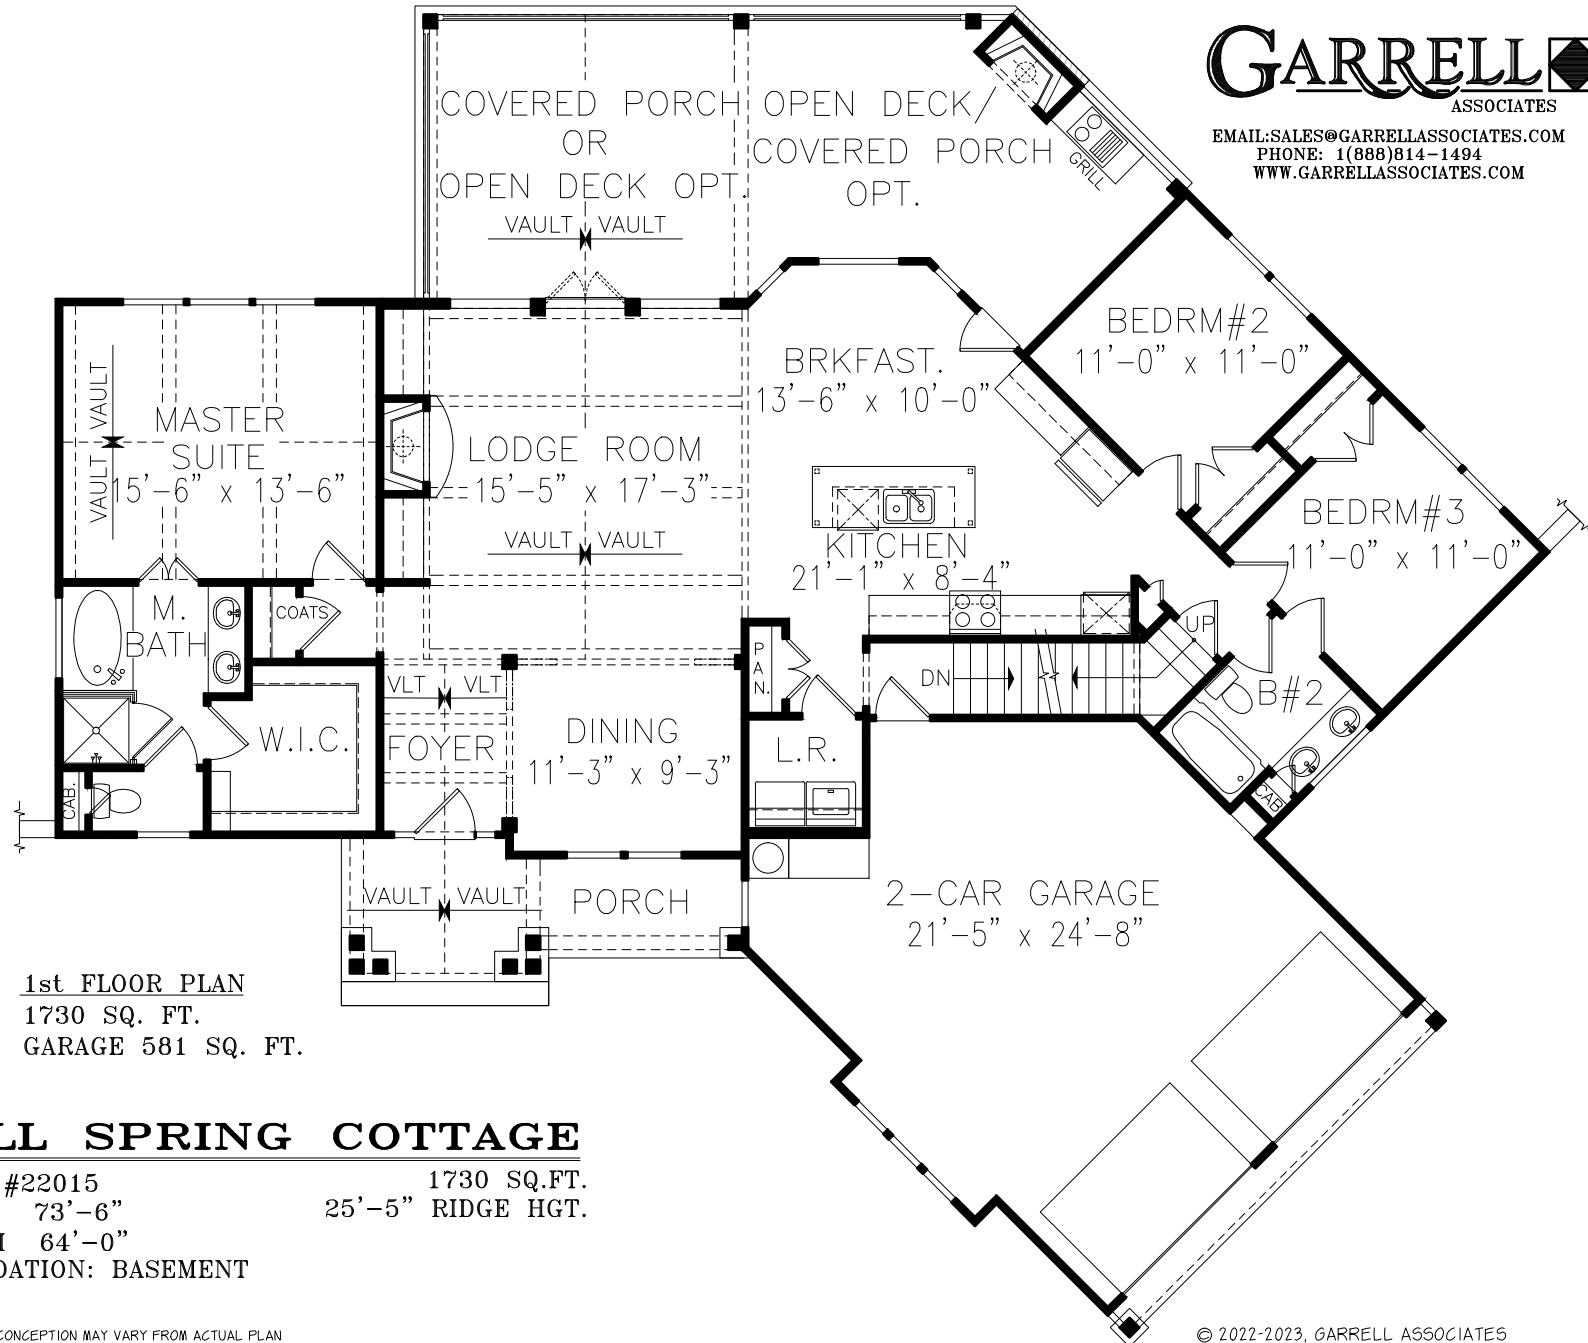 GARRELL
ASSOCIATES
EMAIL:SALES@GARRELLASSOCIATES.COM
PHONE: 1(888)814-1494
WWW.GARRELLASSOCIATES.COM
COVERED PORCH
OR
OPEN DECK OPT.
VAULT VAULT
OPEN DECK/
COVERED PORCH
OPT.
GRILL
BEDRM#2
11'-0" x 11'-0"
BRKFAST.
13'-6" x 10'-0"
MASTER
SUITE
15'-6" x 13'-6"
VAULT VAULT
LODGE ROOM
15'-5" x 17'-3"
VAULT VAULT
KITCHEN
21'-1" x 8'-4"
BEDRM#3
11'-0" x 11'-0"
M.
BATH
COATS
UP
PAN.
DN
B#2
VLT VLT
FOYER
DINING
11'-3" x 9'-3"
W.I.C.
L.R.
CAB.
CAB
2-CAR GARAGE
21'-5" x 24'-8"
VAULT VAULT
PORCH
1st FLOOR PLAN
1730 SQ. FT.
GARAGE 581 SQ. FT.
LL SPRING COTTAGE
#22015
73'-6"
64'-0"
DATION: BASEMENT
1730 SQ.FT.
25'-5" RIDGE HGT.
CONCEPTION MAY VARY FROM ACTUAL PLAN
© 2022-2023, GARRELL ASSOCIATES